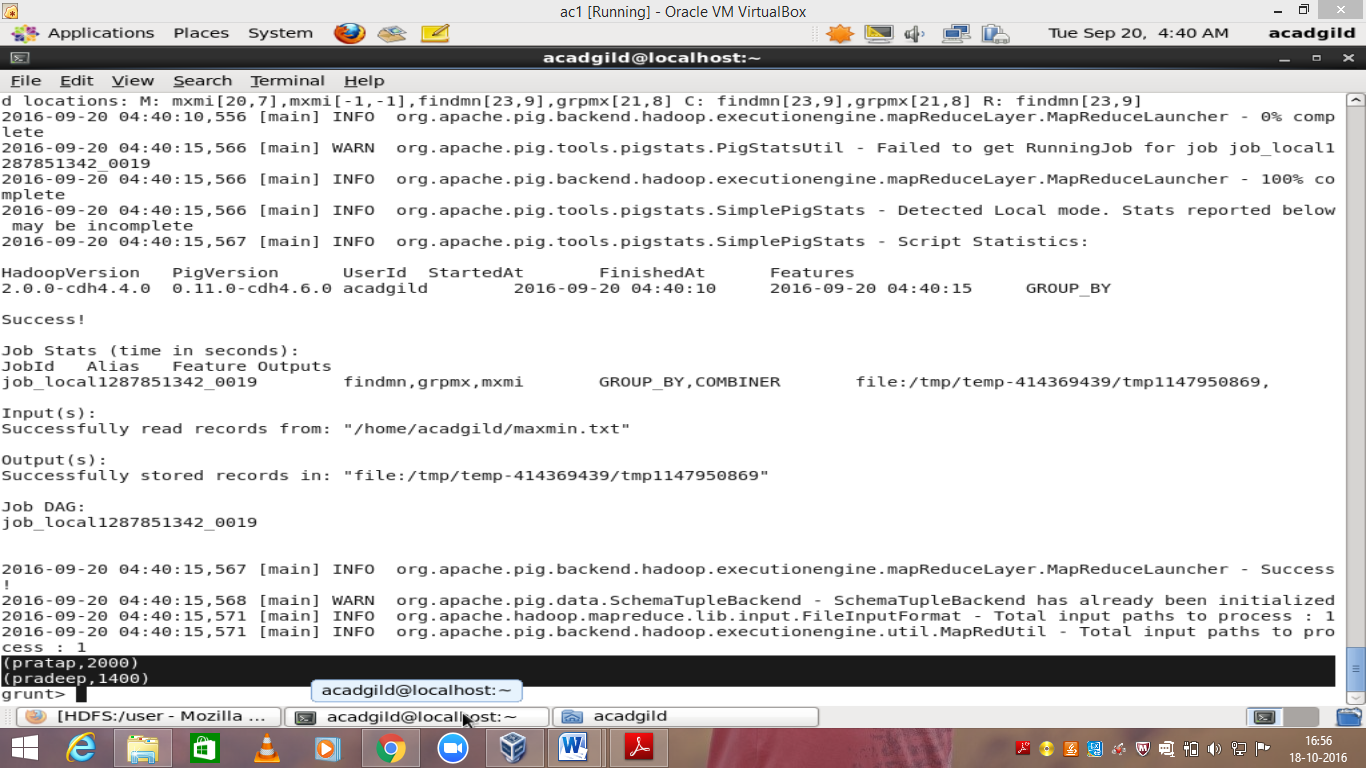 ac1 [Running] - Oracle VM VirtualBox
Applications Places System Tue Sep 20, 4:40 AM acadgild
acadgild@localhost:~
File Edit View Search Terminal Help
d locations: M: mxmi[20,7],mxmi[-1,-1],findmn[23,9],grpmx[21,8] C: findmn[23,9],grpmx[21,8] R: findmn[23,9]
2016-09-20 04:40:10,556 [main] INFO  org.apache.pig.backend.hadoop.executionengine.mapReduceLayer.MapReduceLauncher - 0% comp
lete
2016-09-20 04:40:15,566 [main] WARN  org.apache.pig.tools.pigstats.PigStatsUtil - Failed to get RunningJob for job job_local1
287851342_0019
2016-09-20 04:40:15,566 [main] INFO  org.apache.pig.backend.hadoop.executionengine.mapReduceLayer.MapReduceLauncher - 100% co
mplete
2016-09-20 04:40:15,566 [main] INFO  org.apache.pig.tools.pigstats.SimplePigStats - Detected Local mode. Stats reported below
 may be incomplete
2016-09-20 04:40:15,567 [main] INFO  org.apache.pig.tools.pigstats.SimplePigStats - Script Statistics:
HadoopVersion PigVersion UserId StartedAt FinishedAt Features
2.0.0-cdh4.4.0 0.11.0-cdh4.6.0 acadgild 2016-09-20 04:40:10 2016-09-20 04:40:15 GROUP_BY
Success!
Job Stats (time in seconds):
JobId Alias Feature Outputs
job_local1287851342_0019 findmn,grpmx,mxmi GROUP_BY,COMBINER file:/tmp/temp-414369439/tmp1147950869,
Input(s):
Successfully read records from: "/home/acadgild/maxmin.txt"
Output(s):
Successfully stored records in: "file:/tmp/temp-414369439/tmp1147950869"
Job DAG:
job_local1287851342_0019
2016-09-20 04:40:15,567 [main] INFO  org.apache.pig.backend.hadoop.executionengine.mapReduceLayer.MapReduceLauncher - Success
!
2016-09-20 04:40:15,568 [main] WARN  org.apache.pig.data.SchemaTupleBackend - SchemaTupleBackend has already been initialized
2016-09-20 04:40:15,571 [main] INFO  org.apache.hadoop.mapreduce.lib.input.FileInputFormat - Total input paths to process : 1
2016-09-20 04:40:15,571 [main] INFO  org.apache.pig.backend.hadoop.executionengine.util.MapRedUtil - Total input paths to pro
cess : 1
(pratap,2000)
(pradeep,1400)
grunt>
acadgild@localhost:~
[HDFS:/user - Mozilla ... acadgild@localhost:~ acadgild
16:56
18-10-2016